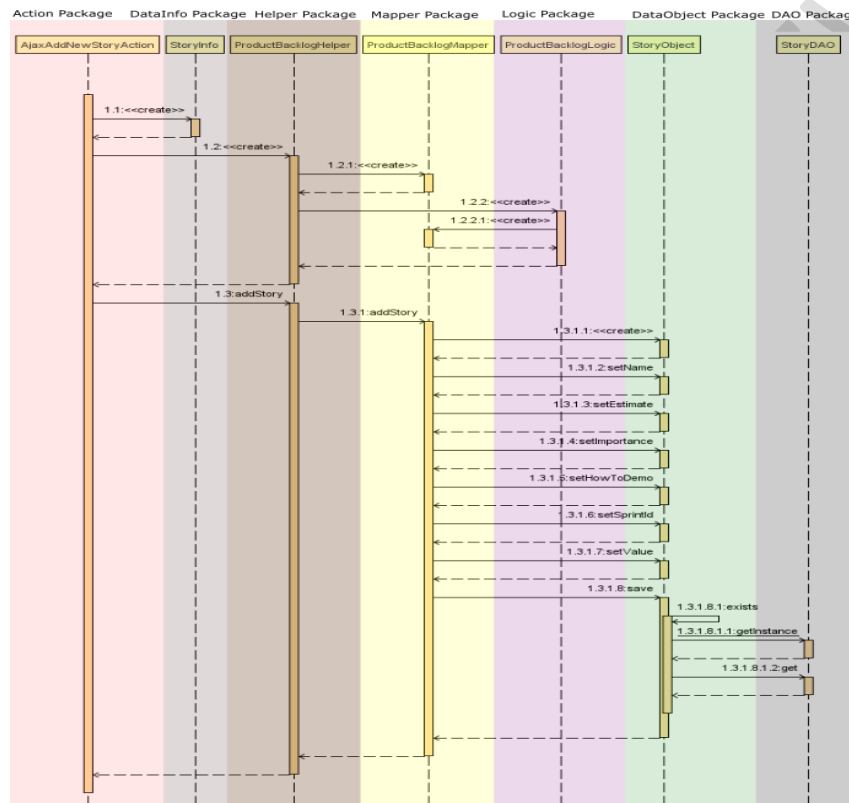 Action Package DataInfo Package Helper Package Mapper Package Logic Package DataObject Package DAO Packag
AjaxAddNewStoryAction StoryInfo ProductBacklogHelper ProductBacklogMapper ProductBacklogLogic StoryObject StoryDAO
1.1:<<create>>
1.2:<<create>>
1.2.1:<<create>>
1.2.2:<<create>>
1.2.2.1:<<create>>
1.3:addStory
1.3.1:addStory
1.3.1.1:<<create>>
1.3.1.2:setName
1.3.1.3:setEstimate
1.3.1.4:setImportance
1.3.1.5:setHowToDemo
1.3.1.6:setSprintId
1.3.1.7:setValue
1.3.1.8:save
1.3.1.8.1:exists
1.3.1.8.1.1:getInstance
1.3.1.8.1.2:get